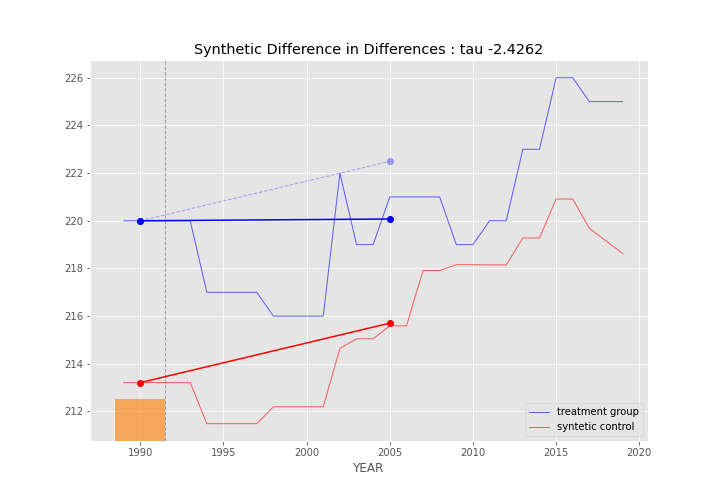 Synthetic Difference in Differences : tau -2.4262
226
224
222
220
218
216
214
212
treatment group
syntetic control
1990 1995 2000 2005 2010 2015 2020
YEAR